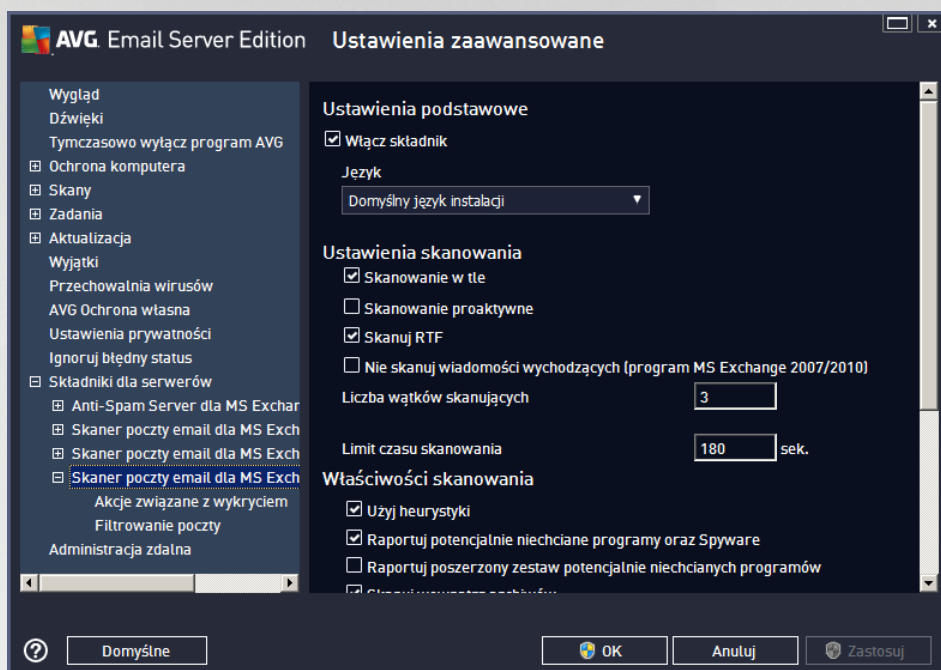 AVG. Email Server Edition Ustawienia zaawansowane
Wygląd
Dźwięki
Tymczasowo wyłącz program AVG
Ochrona komputera
Skany
Zadania
Aktualizacja
Wyjątki
Przechowalnia wirusów
AVG Ochrona własna
Ustawienia prywatności
Ignoruj błędny status
Składniki dla serwerów
Anti-Spam Server dla MS Exchar
Skaner poczty email dla MS Exch
Skaner poczty email dla MS Exch
Skaner poczty email dla MS Exch
Akcje związane z wykryciem
Filtrowanie poczty
Administracja zdalna
Ustawienia podstawowe
Włącz składnik
Język
Domyślny język instalacji
Ustawienia skanowania
Skanowanie w tle
Skanowanie proaktywne
Skanuj RTF
Nie skanuj wiadomości wychodzących (program MS Exchange 2007/2010)
Liczba wątków skanujących 3
Limit czasu skanowania 180 sek.
Właściwości skanowania
Użyj heurystyki
Raportuj potencjalnie niechciane programy oraz Spyware
Raportuj poszerzony zestaw potencjalnie niechcianych programów
Skanuj wewnątrz archiwów
? Domyślne OK Anuluj Zastosuj